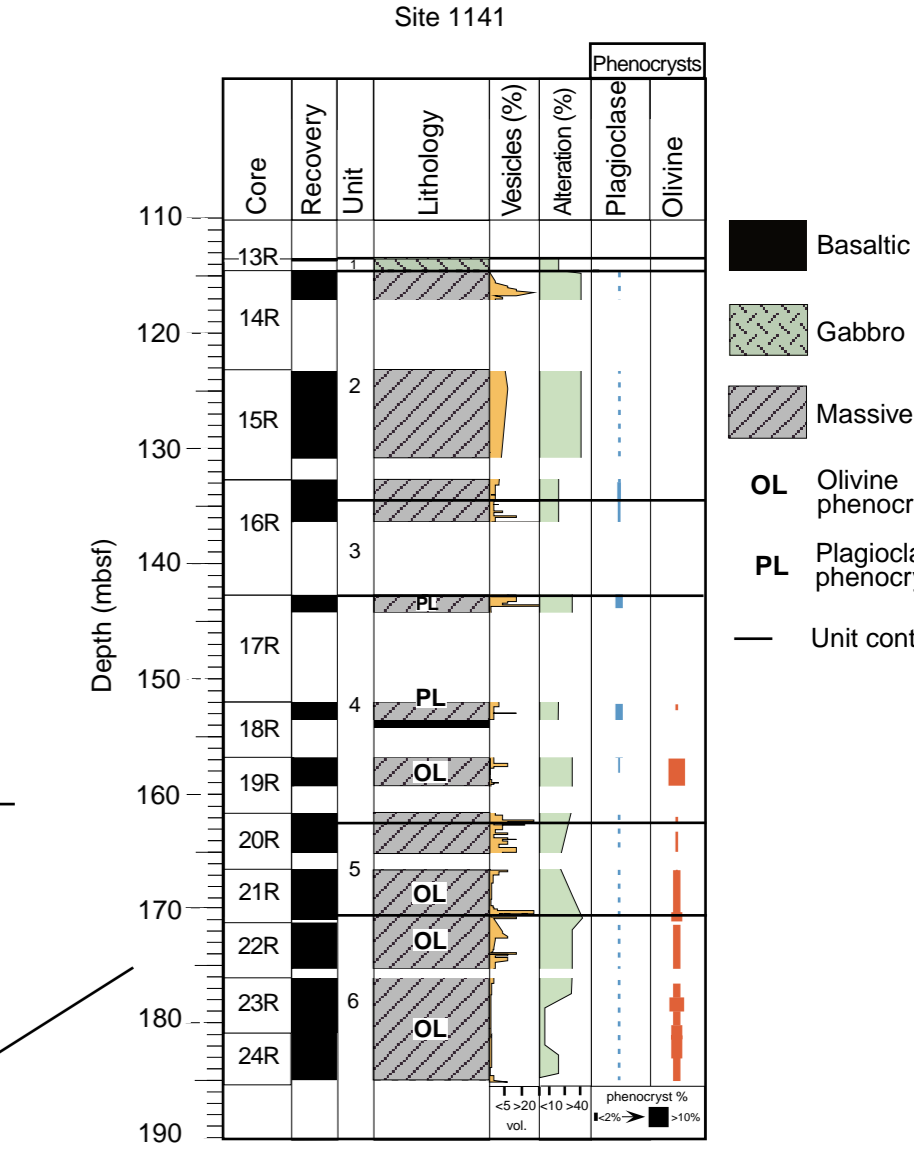 Site 1141
Phenocrysts
Core
Recovery
Unit
Lithology
Vesicles (%)
Alteration (%)
Plagioclase
Olivine
Depth (mbsf)
110
120
130
140
150
160
170
180
190
13R
14R
15R
16R
17R
18R
19R
20R
21R
22R
23R
24R
1
2
3
4
5
6
PL
PL
OL
OL
OL
OL
<5 >20
vol.
<10 >40
phenocryst %
<2% >10%
Basaltic
Gabbro
Massive
OL Olivine
phenocr
PL Plagiocla
phenocry
Unit cont